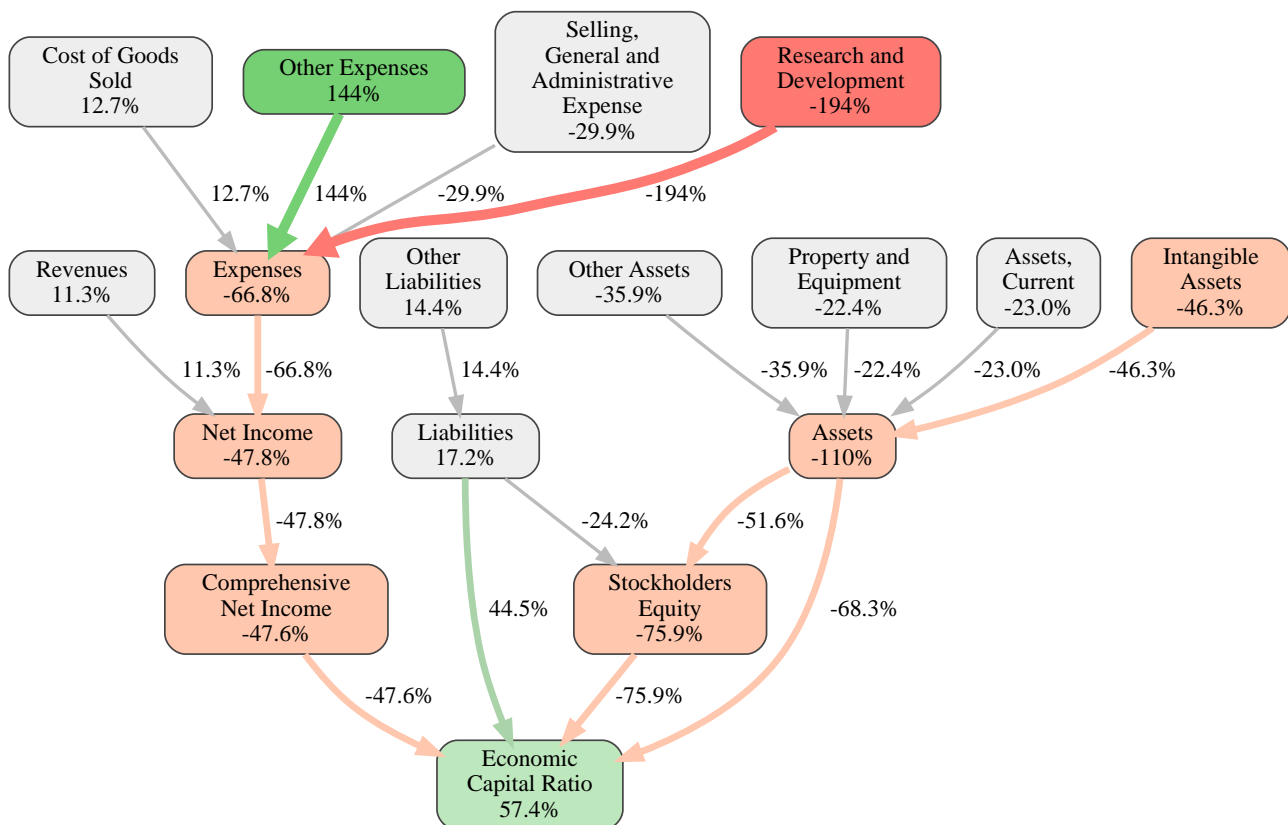 Cost of Goods
Sold
12.7%
Other Expenses
144%
Selling,
General and
Administrative
Expense
-29.9%
Research and
Development
-194%
12.7%
144%
-29.9%
-194%
Revenues
11.3%
Expenses
-66.8%
Other
Liabilities
14.4%
Other Assets
-35.9%
Property and
Equipment
-22.4%
Assets,
Current
-23.0%
Intangible
Assets
-46.3%
11.3%
-66.8%
14.4%
-35.9%
-22.4%
-23.0%
-46.3%
Net Income
-47.8%
Liabilities
17.2%
Assets
-110%
-47.8%
-24.2%
-51.6%
Comprehensive
Net Income
-47.6%
44.5%
Stockholders
Equity
-75.9%
-68.3%
-47.6%
-75.9%
Economic
Capital Ratio
57.4%